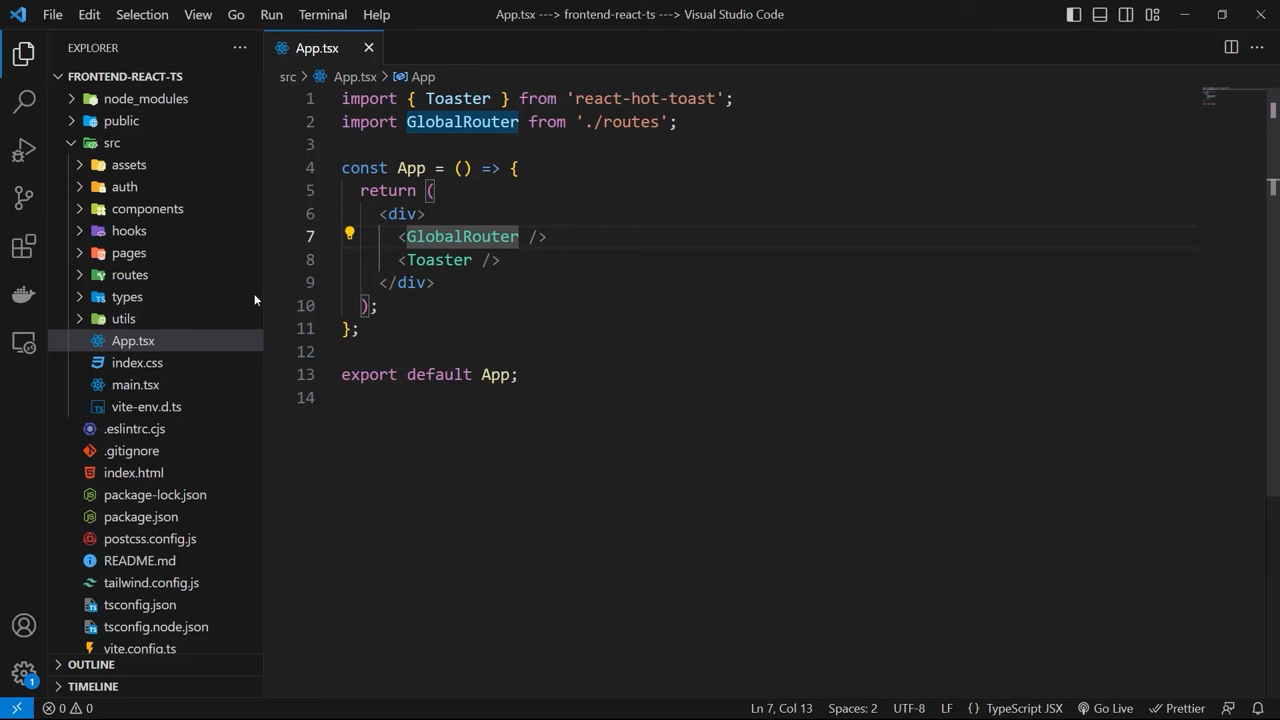 File Edit Selection View Go Run Terminal Help
App.tsx ---> frontend-react-ts ---> Visual Studio Code
EXPLORER
FRONTEND-REACT-TS
node_modules
public
src
assets
auth
components
hooks
pages
routes
types
utils
App.tsx
index.css
main.tsx
vite-env.d.ts
.eslintrc.cjs
.gitignore
index.html
package-lock.json
package.json
postcss.config.js
README.md
tailwind.config.js
tsconfig.json
tsconfig.node.json
vite.config.ts
OUTLINE
TIMELINE
1
App.tsx
src > App.tsx > App
1 import { Toaster } from 'react-hot-toast';
2 import GlobalRouter from './routes';
3
4 const App = () => {
5 return (
6 <div>
7 <GlobalRouter />
8 <Toaster />
9 </div>
10 );
11 };
12
13 export default App;
14
0 0 Ln 7, Col 13 Spaces: 2 UTF-8 LF {} TypeScript JSX Go Live Prettier